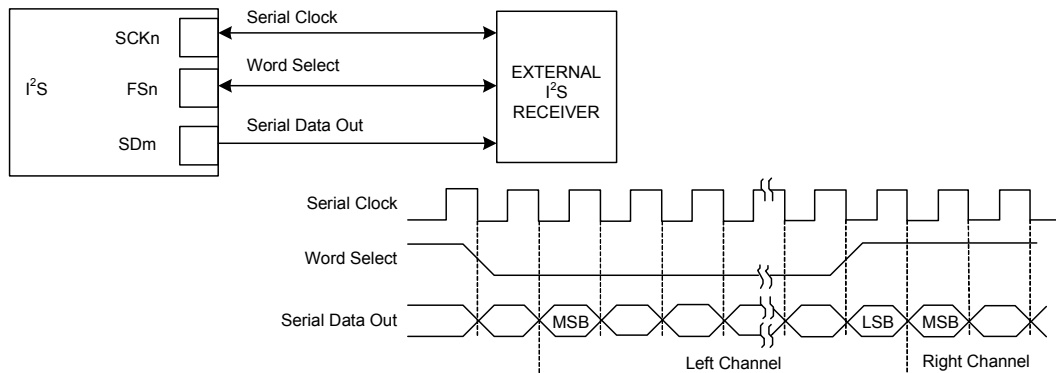 Serial Clock
SCKn
Word Select
I²S
FSn
EXTERNAL
I²S
RECEIVER
Serial Data Out
SDm
Serial Clock
Word Select
Serial Data Out
MSB
LSB
MSB
Left Channel
Right Channel